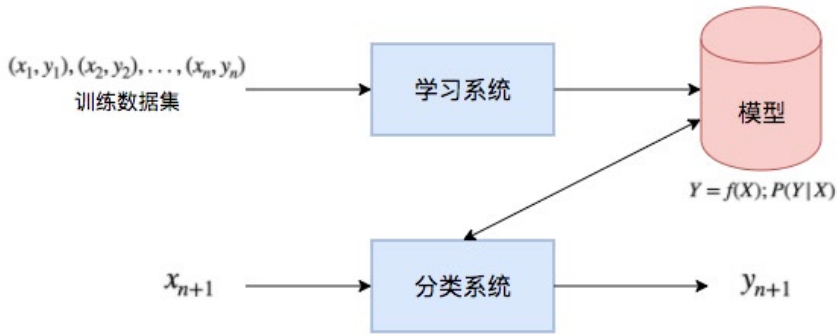 (x₁, y₁), (x₂, y₂), . . . , (xₙ, yₙ)
训练数据集
学习系统
模型
Y = f(X); P(Y|X)
xₙ₊₁
分类系统
yₙ₊₁